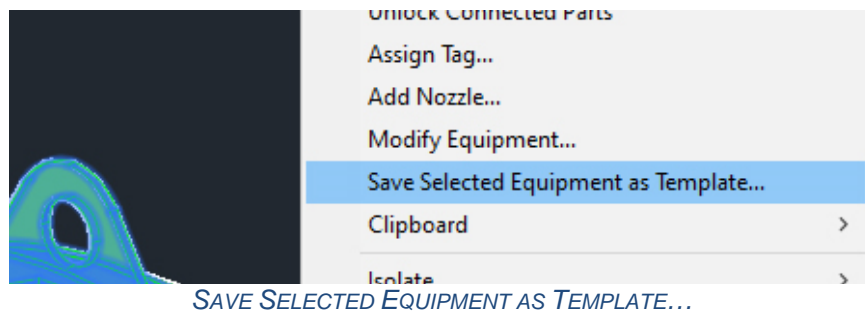 Unlock Connected Parts
Assign Tag...
Add Nozzle...
Modify Equipment...
Save Selected Equipment as Template...
Clipboard >
Isolate >
SAVE SELECTED EQUIPMENT AS TEMPLATE...